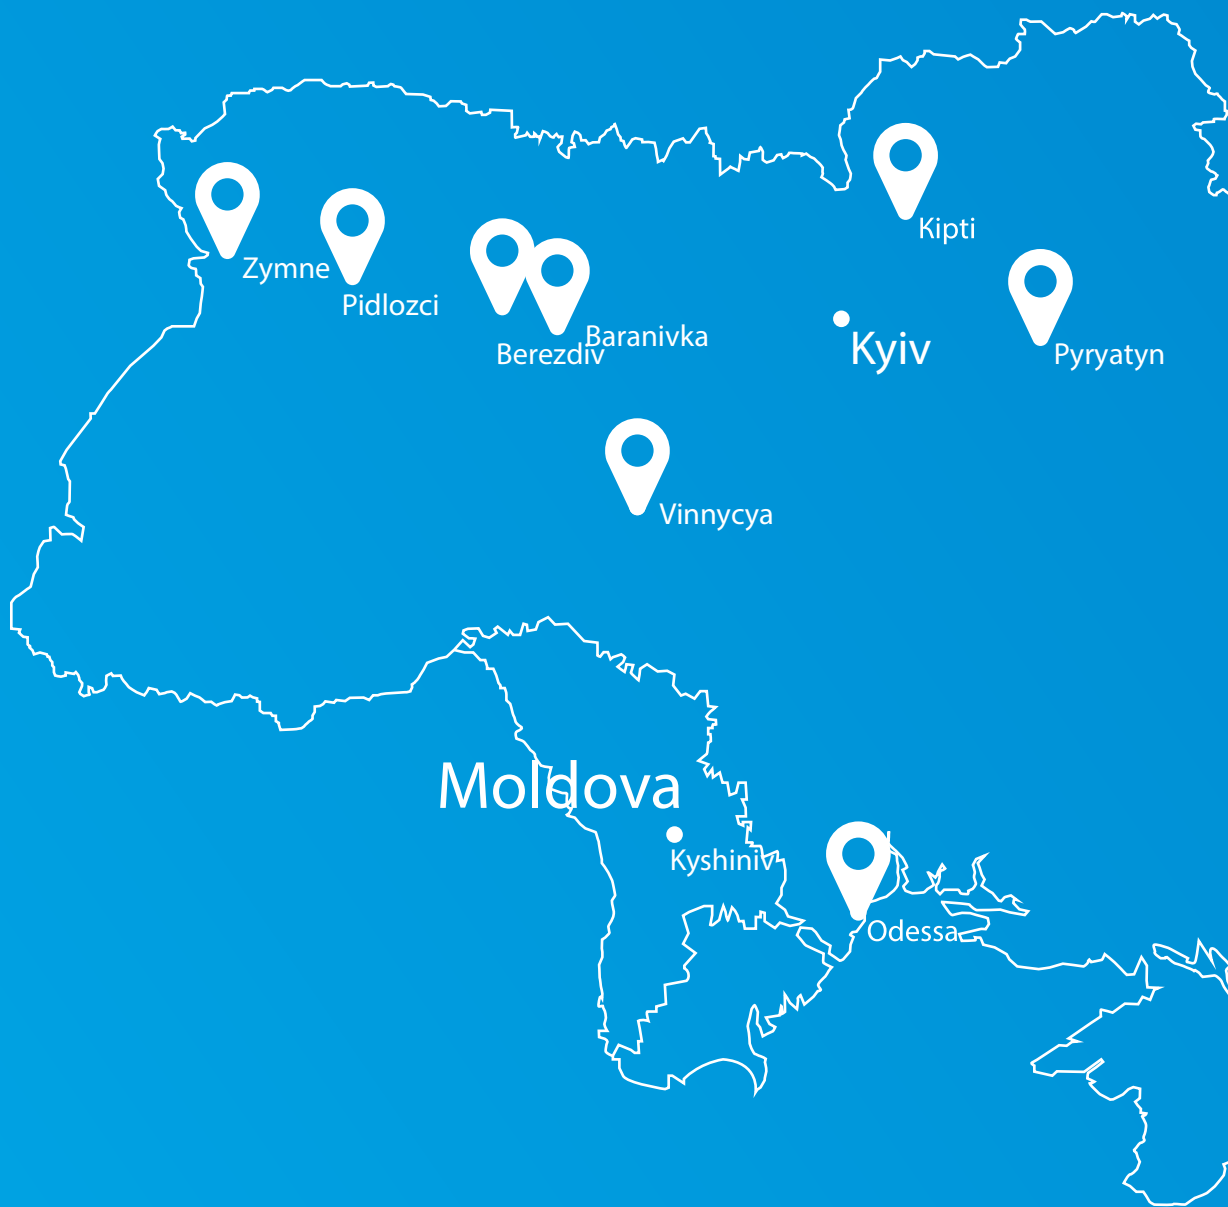 Kipti
Zymne
Pidlozci
Baranivka
Berezdiv
Kyiv
Pyryatyn
Vinnycya
Moldova
Kyshiniv
Odessa